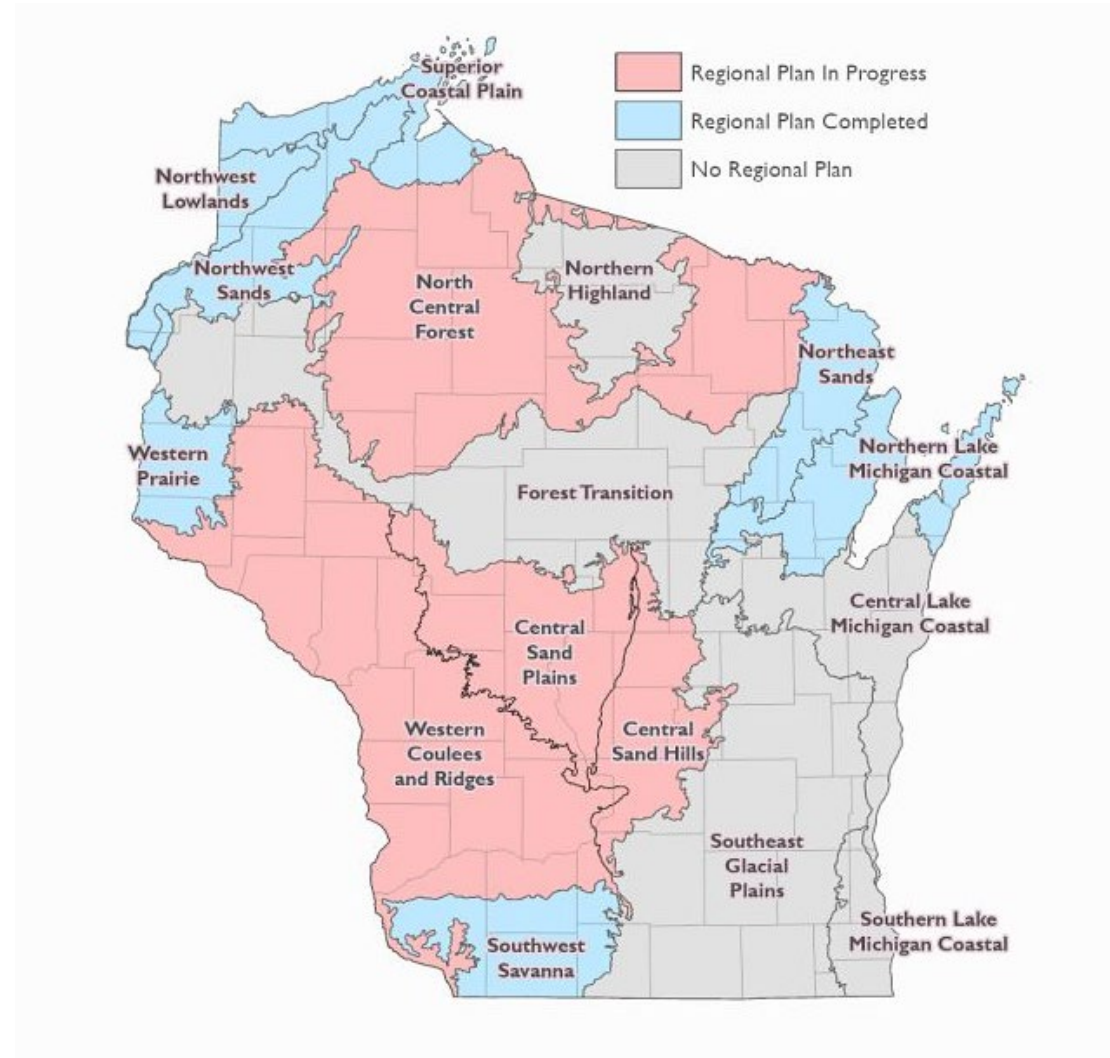 Superior
Coastal Plain
Regional Plan In Progress
Regional Plan Completed
No Regional Plan
Northwest
Lowlands
Northwest
Sands
North
Central
Forest
Northern
Highland
Northeast
Sands
Western
Prairie
Northern Lake
Michigan Coastal
Forest Transition
Central Lake
Michigan Coastal
Central
Sand
Plains
Western
Coulees
and Ridges
Central
Sand Hills
Southeast
Glacial
Plains
Southern Lake
Michigan Coastal
Southwest
Savanna